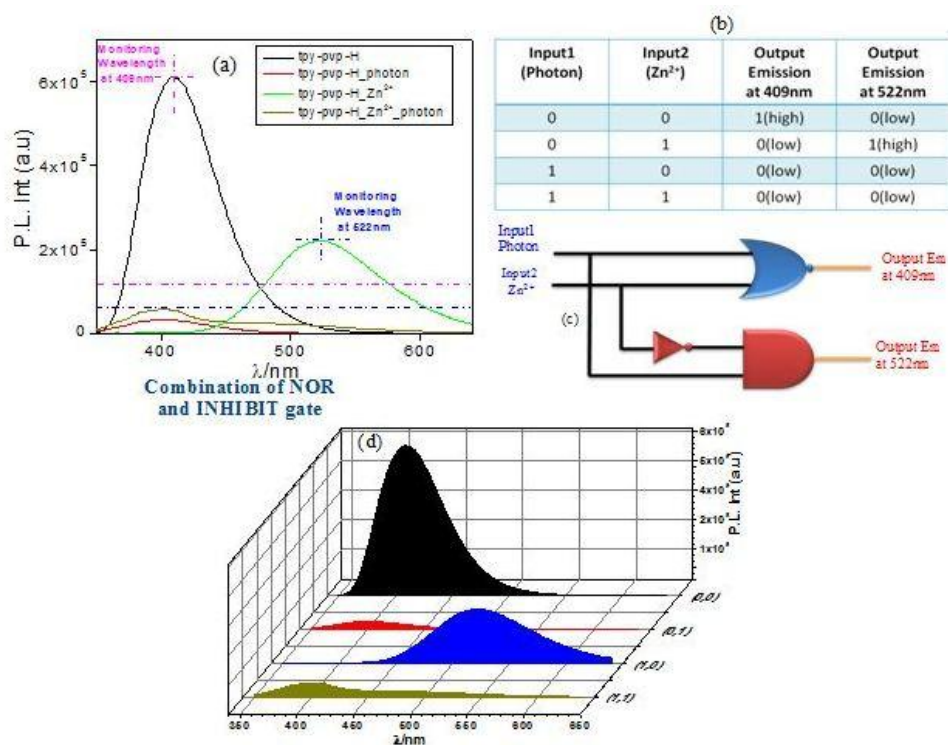 (a)
Monitoring
Wavelength
at 409nm
tpy-pvp-H
tpy-pvp-H_photon
tpy-pvp-H_Zn²⁺
tpy-pvp-H_Zn²⁺_photon
Monitoring
Wavelength
at 522nm
P.L. Int (a.u)
6x10⁵
4x10⁵
2x10⁵
0
400 500 600
λ/nm
Combination of NOR
and INHIBIT gate
(b)
Input1 (Photon) Input2 (Zn²⁺) Output Emission at 409nm Output Emission at 522nm
0 0 1(high) 0(low)
0 1 0(low) 1(high)
1 0 0(low) 0(low)
1 1 0(low) 0(low)
Input1
Photon
Input2
Zn²⁺
(c)
Output Em
at 409nm
Output Em
at 522nm
(d)
P.L. Int (a.u)
(0,0)
(0,1)
(1,0)
(1,1)
350 400 450 500 550 600 650
λ/nm